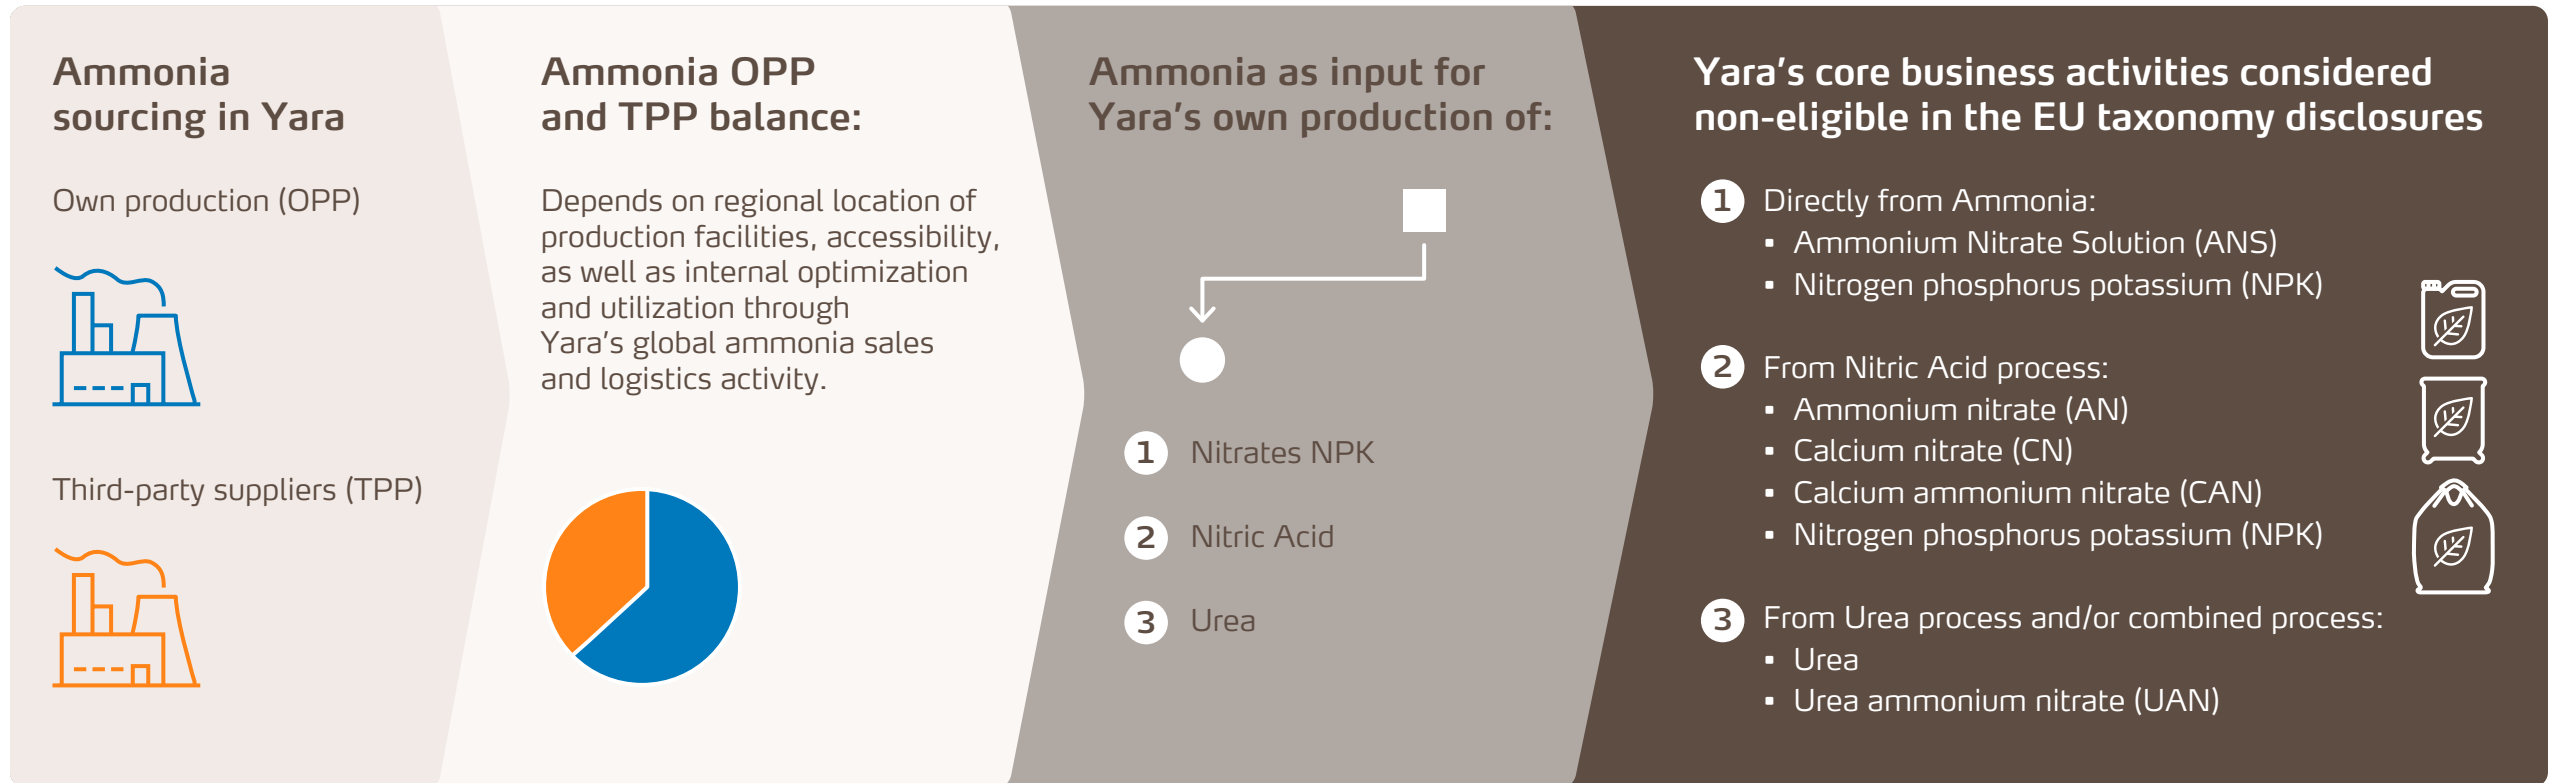 Ammonia
sourcing in Yara
Own production (OPP)
Third-party suppliers (TPP)
Ammonia OPP
and TPP balance:
Depends on regional location of
production facilities, accessibility,
as well as internal optimization
and utilization through
Yara's global ammonia sales
and logistics activity.
Ammonia as input for
Yara's own production of:
1 Nitrates NPK
2 Nitric Acid
3 Urea
Yara's core business activities considered
non-eligible in the EU taxonomy disclosures
1 Directly from Ammonia:
▪ Ammonium Nitrate Solution (ANS)
▪ Nitrogen phosphorus potassium (NPK)
2 From Nitric Acid process:
▪ Ammonium nitrate (AN)
▪ Calcium nitrate (CN)
▪ Calcium ammonium nitrate (CAN)
▪ Nitrogen phosphorus potassium (NPK)
3 From Urea process and/or combined process:
▪ Urea
▪ Urea ammonium nitrate (UAN)